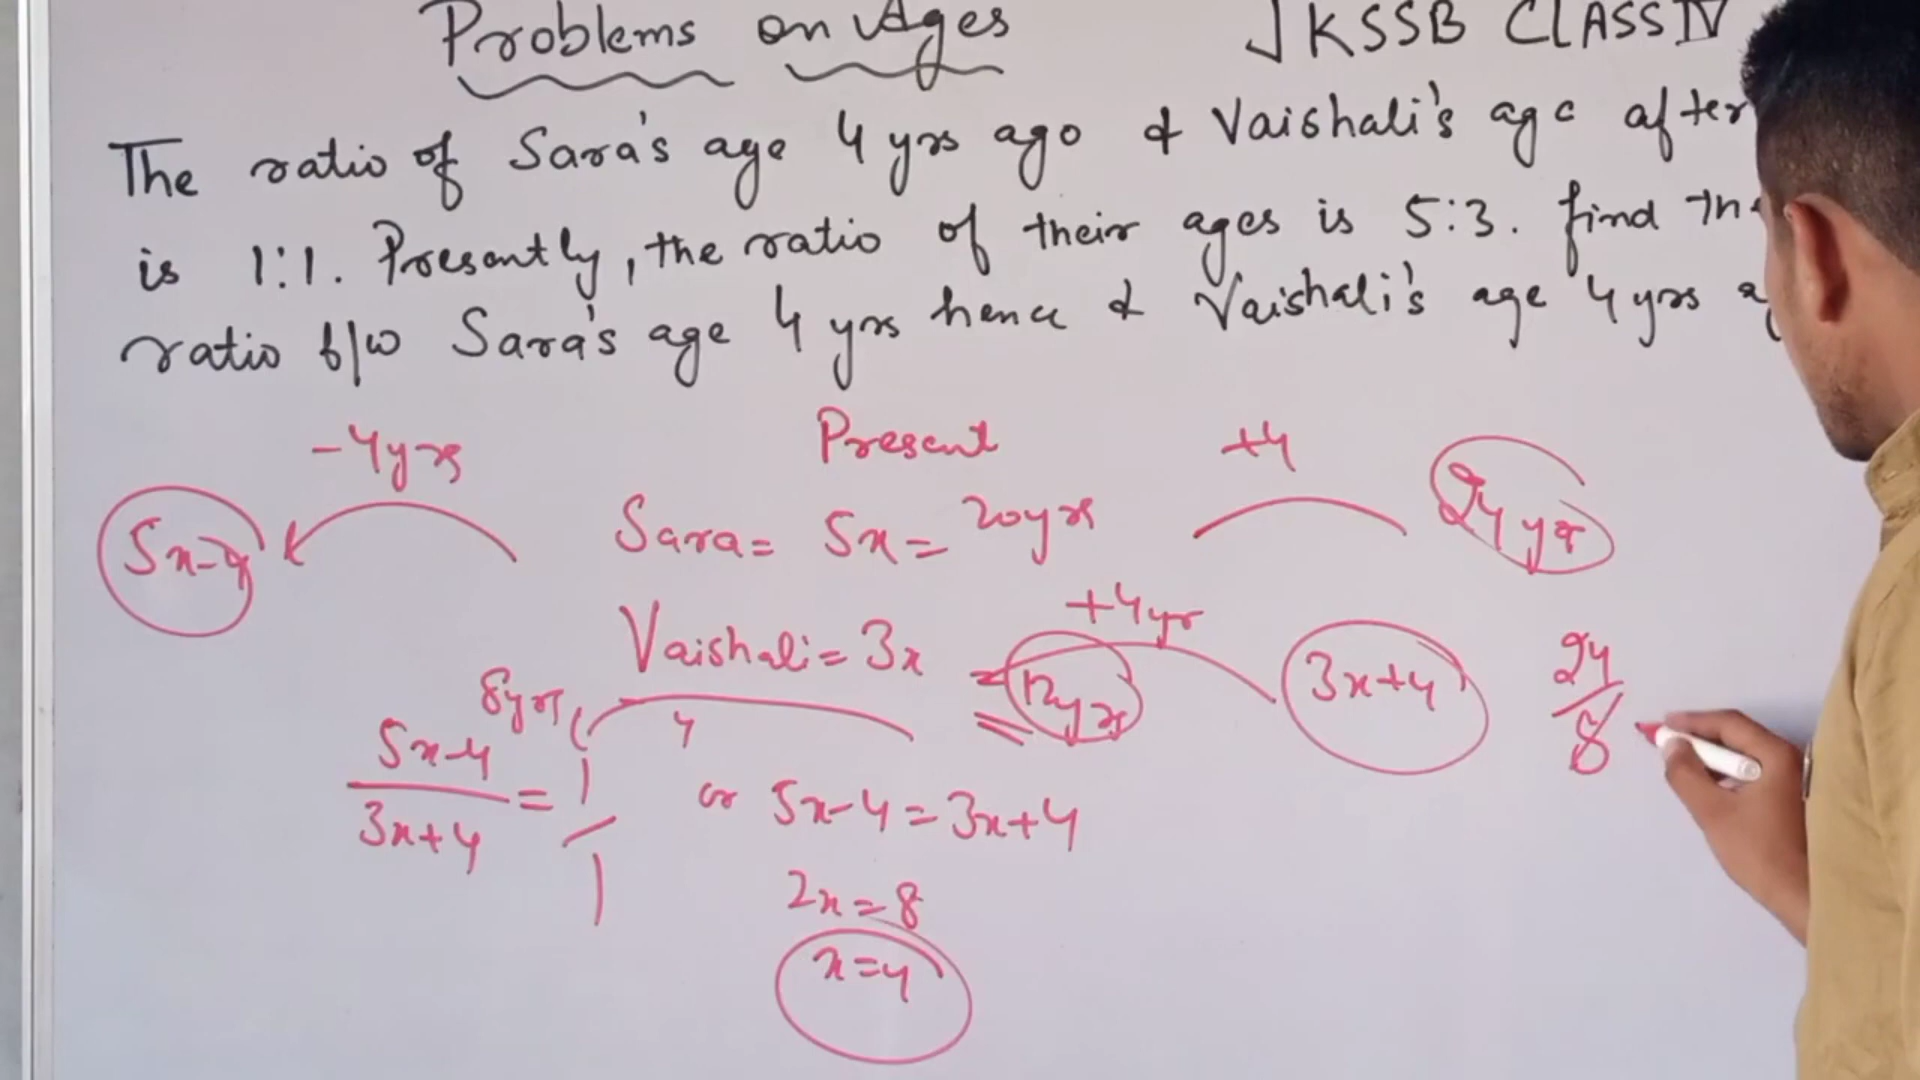 Problems on Ages
JKSSB CLASS IV
The ratio of Sara's age 4 yrs ago & Vaishali's age after
is 1:1. Presently, the ratio of their ages is 5:3. find the
ratio b/w Sara's age 4 yrs hence & Vaishali's age 4 yrs
-4yrs
Present
+4
5x-4
Sara = 5x = 20yrs
24 yr
+4yr
Vaishali = 3x = 12yrs
3x+4
24/8
8yrs
4
5x-4/3x+4 = 1/1
or 5x-4 = 3x+4
2x = 8
x = 4